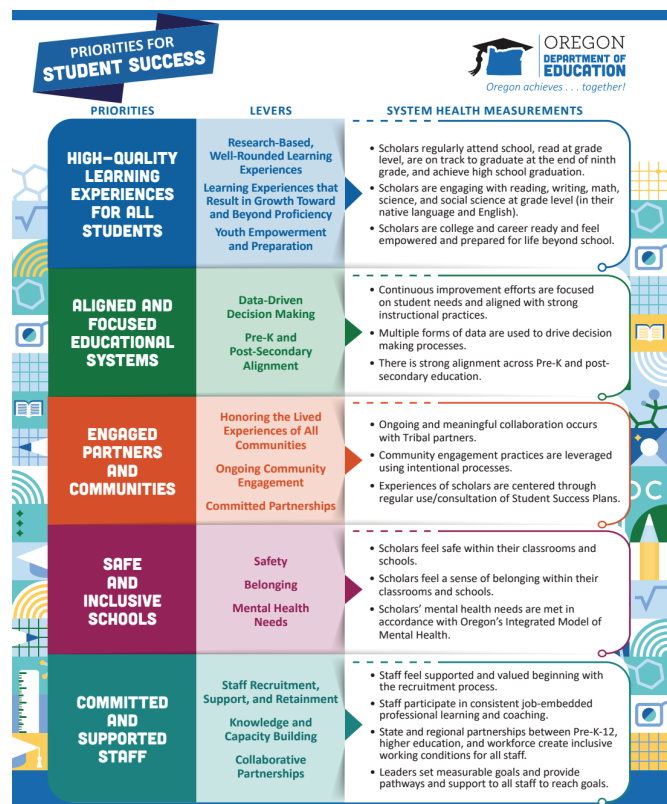 PRIORITIES FOR
STUDENT SUCCESS
OREGON
DEPARTMENT OF
EDUCATION
Oregon achieves . . . together!
PRIORITIES
LEVERS
SYSTEM HEALTH MEASUREMENTS
HIGH-QUALITY
LEARNING
EXPERIENCES
FOR ALL
STUDENTS
Research-Based,
Well-Rounded Learning
Experiences
Learning Experiences that
Result in Growth Toward
and Beyond Proficiency
Youth Empowerment
and Preparation
• Scholars regularly attend school, read at grade
level, are on track to graduate at the end of ninth
grade, and achieve high school graduation.
• Scholars are engaging with reading, writing, math,
science, and social science at grade level (in their
native language and English).
• Scholars are college and career ready and feel
empowered and prepared for life beyond school.
ALIGNED AND
FOCUSED
EDUCATIONAL
SYSTEMS
Data-Driven
Decision Making
Pre-K and
Post-Secondary
Alignment
• Continuous improvement efforts are focused
on student needs and aligned with strong
instructional practices.
• Multiple forms of data are used to drive decision
making processes.
• There is strong alignment across Pre-K and post-
secondary education.
ENGAGED
PARTNERS
AND
COMMUNITIES
Honoring the Lived
Experiences of All
Communities
Ongoing Community
Engagement
Committed Partnerships
• Ongoing and meaningful collaboration occurs
with Tribal partners.
• Community engagement practices are leveraged
using intentional processes.
• Experiences of scholars are centered through
regular use/consultation of Student Success Plans.
SAFE
AND
INCLUSIVE
SCHOOLS
Safety
Belonging
Mental Health
Needs
• Scholars feel safe within their classrooms and
schools.
• Scholars feel a sense of belonging within their
classrooms and schools.
• Scholars’ mental health needs are met in
accordance with Oregon’s Integrated Model of
Mental Health.
COMMITTED
AND
SUPPORTED
STAFF
Staff Recruitment,
Support, and Retainment
Knowledge and
Capacity Building
Collaborative
Partnerships
• Staff feel supported and valued beginning with
the recruitment process.
• Staff participate in consistent job-embedded
professional learning and coaching.
• State and regional partnerships between Pre-K-12,
higher education, and workforce create inclusive
working conditions for all staff.
• Leaders set measurable goals and provide
pathways and support to all staff to reach goals.